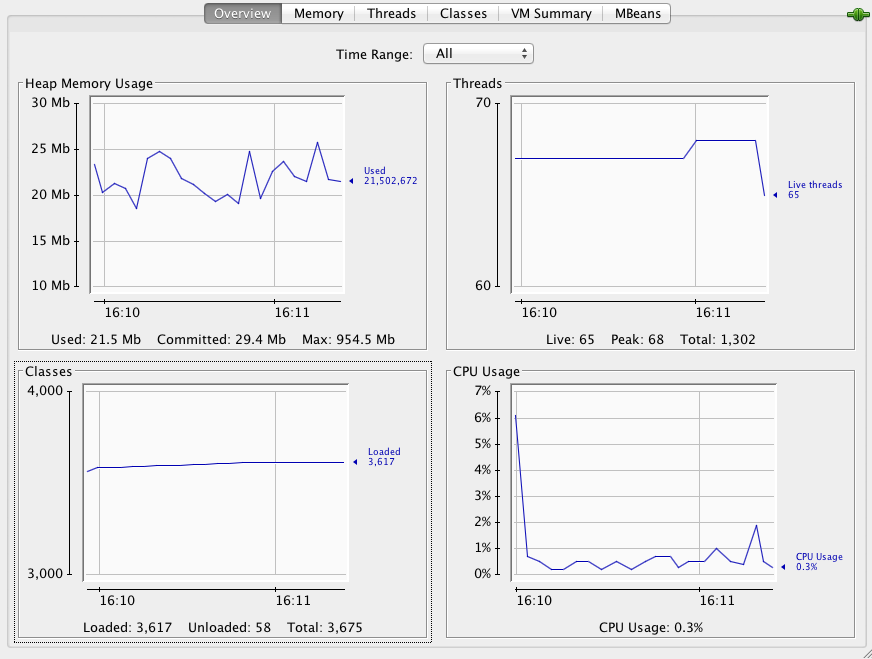 Overview Memory Threads Classes VM Summary MBeans
Time Range: All
Heap Memory Usage
30 Mb
25 Mb
20 Mb
15 Mb
10 Mb
Used
21,502,672
16:10 16:11
Used: 21.5 Mb Committed: 29.4 Mb Max: 954.5 Mb
Threads
70
60
Live threads
65
16:10 16:11
Live: 65 Peak: 68 Total: 1,302
Classes
4,000
3,000
Loaded
3,617
16:10 16:11
Loaded: 3,617 Unloaded: 58 Total: 3,675
CPU Usage
7%
6%
5%
4%
3%
2%
1%
0%
CPU Usage
0.3%
16:10 16:11
CPU Usage: 0.3%